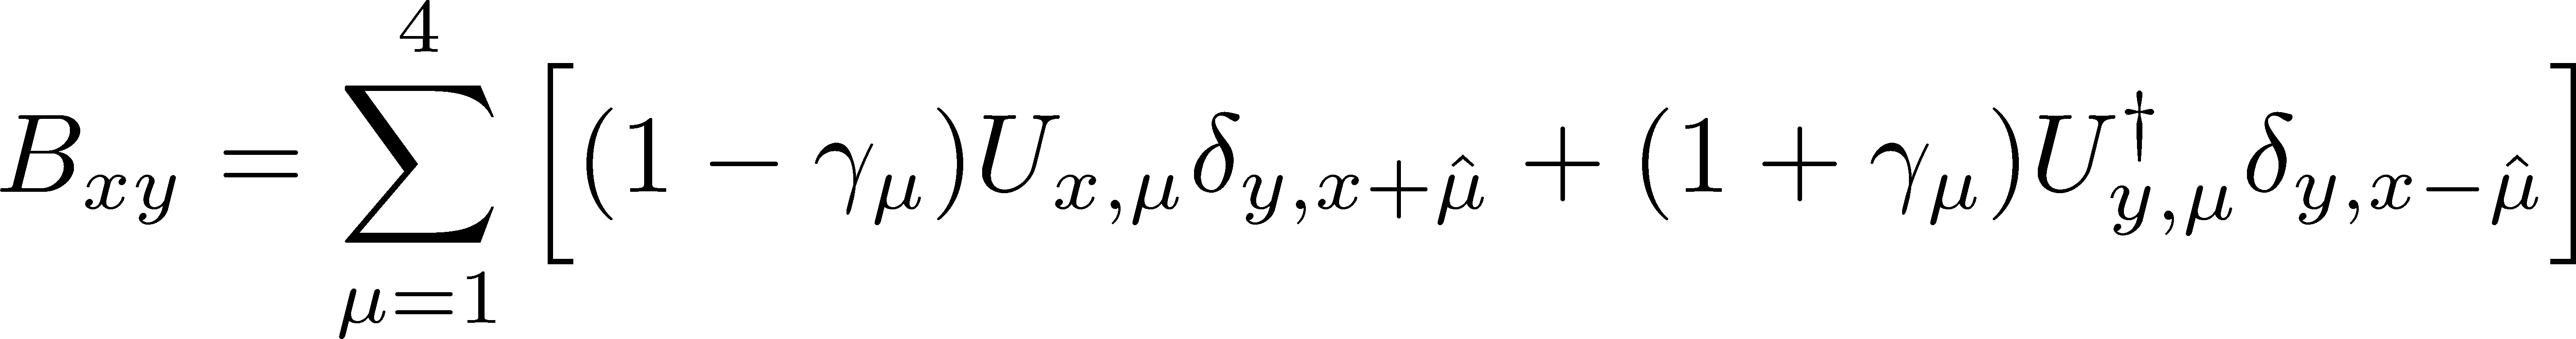 $B_{xy} = \sum_{\mu=1}^{4} \left[ (1 - \gamma_\mu) U_{x,\mu} \delta_{y,x+\hat{\mu}} + (1 + \gamma_\mu) U^\dagger_{y,\mu} \delta_{y,x-\hat{\mu}} \right]$